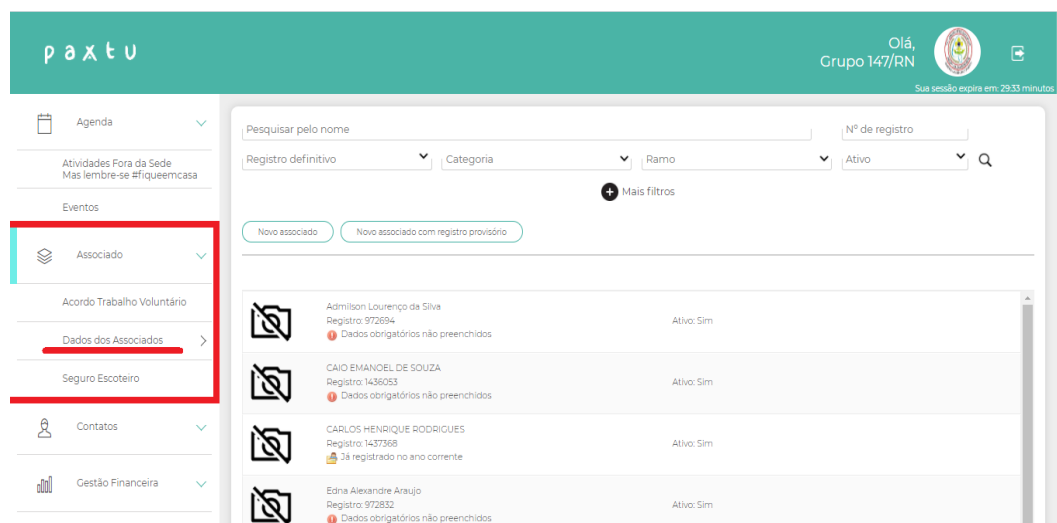 paxtu
Olá,
Grupo 147/RN
Sua sessão expira em: 29:33 minutos
Agenda
Atividades Fora da Sede
Mas lembre-se #fiqueemcasa
Eventos
Associado
Acordo Trabalho Voluntário
Dados dos Associados
Seguro Escoteiro
Contatos
Gestão Financeira
Pesquisar pelo nome
Nº de registro
Registro definitivo
Categoria
Ramo
Ativo
Mais filtros
Novo associado
Novo associado com registro provisório
Admilson Lourenço da Silva
Registro: 972694
Dados obrigatórios não preenchidos
Ativo: Sim
CAIO EMANOEL DE SOUZA
Registro: 1436053
Dados obrigatórios não preenchidos
Ativo: Sim
CARLOS HENRIQUE RODRIGUES
Registro: 1437368
Já registrado no ano corrente
Ativo: Sim
Edna Alexandre Araujo
Registro: 972832
Dados obrigatórios não preenchidos
Ativo: Sim